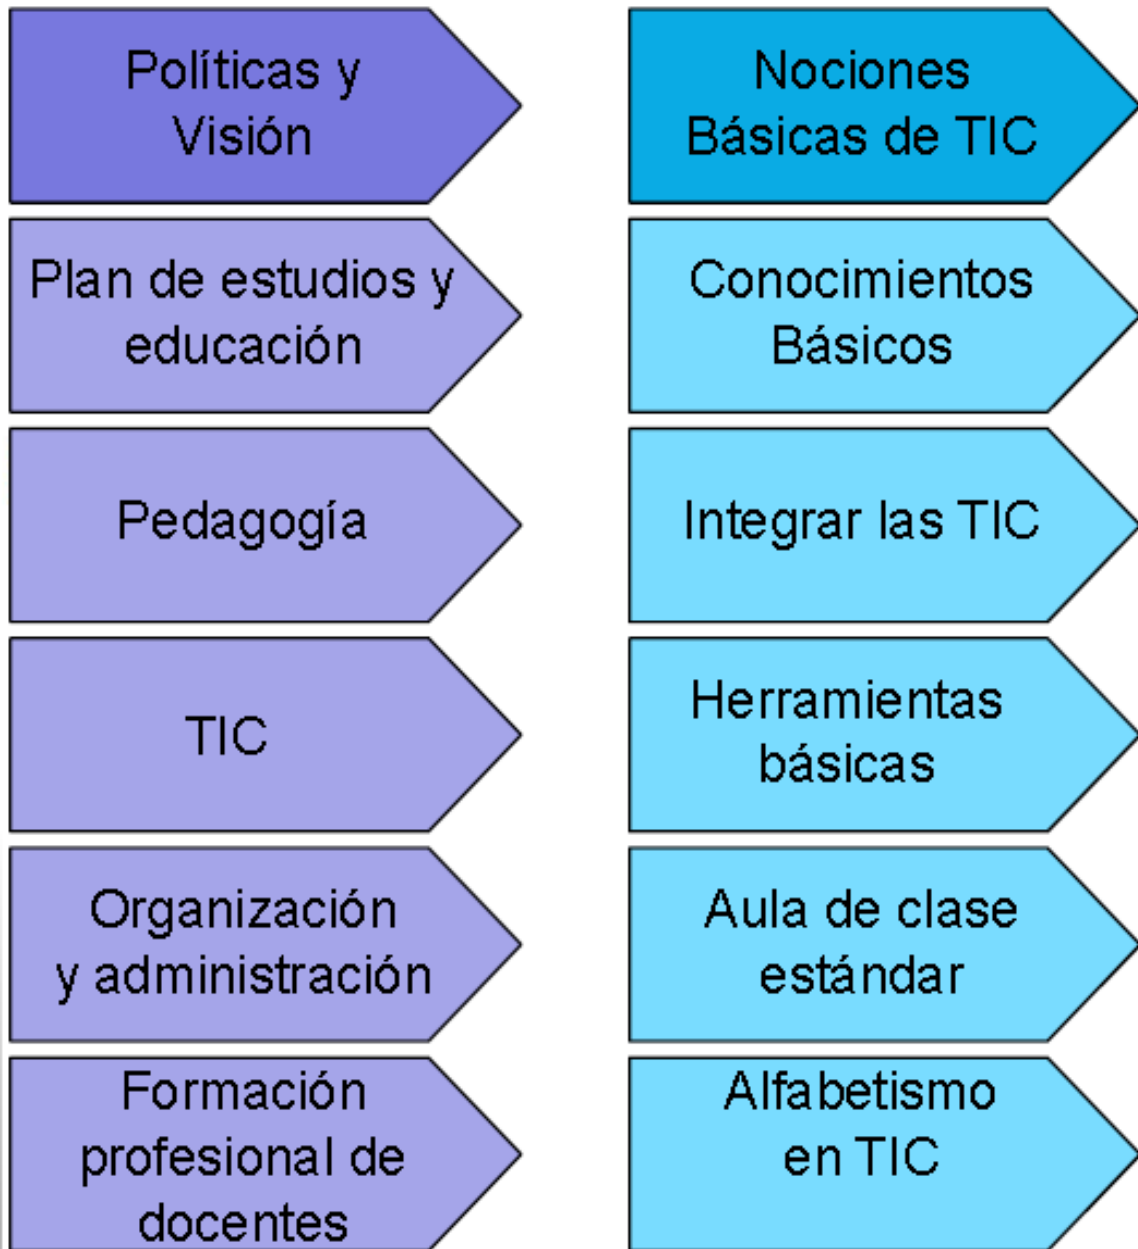 Políticas y
Visión
Nociones
Básicas de TIC
Plan de estudios y
educación
Conocimientos
Básicos
Pedagogía
Integrar las TIC
TIC
Herramientas
básicas
Organización
y administración
Aula de clase
estándar
Formación
profesional de
docentes
Alfabetismo
en TIC